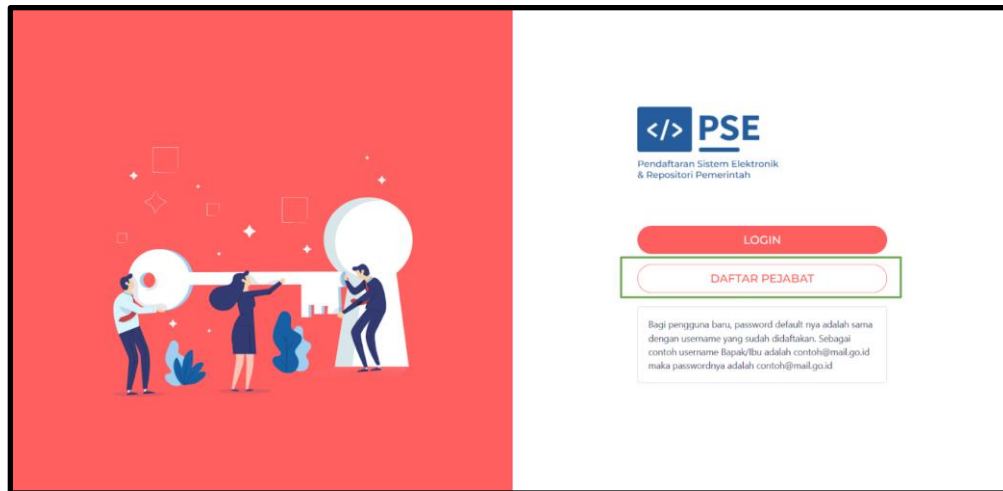 </> PSE
Pendaftaran Sistem Elektronik
& Repositori Pemerintah
LOGIN
DAFTAR PEJABAT
Bagi pengguna baru, password default nya adalah sama
dengan username yang sudah didaftakan. Sebagai
contoh username Bapak/Ibu adalah contoh@mail.go.id
maka passwordnya adalah contoh@mail.go.id